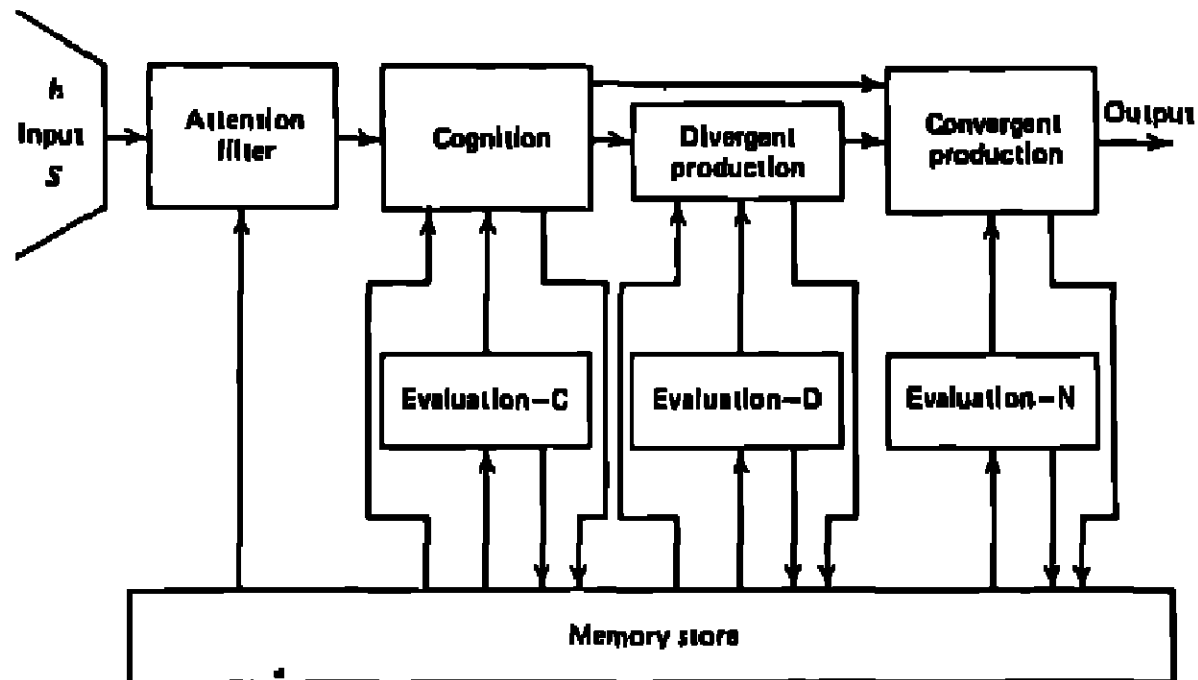 h
Input
S
Attention
filter
Cognition
Divergent
production
Convergent
production
Output
Evaluation–C
Evaluation–D
Evaluation–N
Memory store